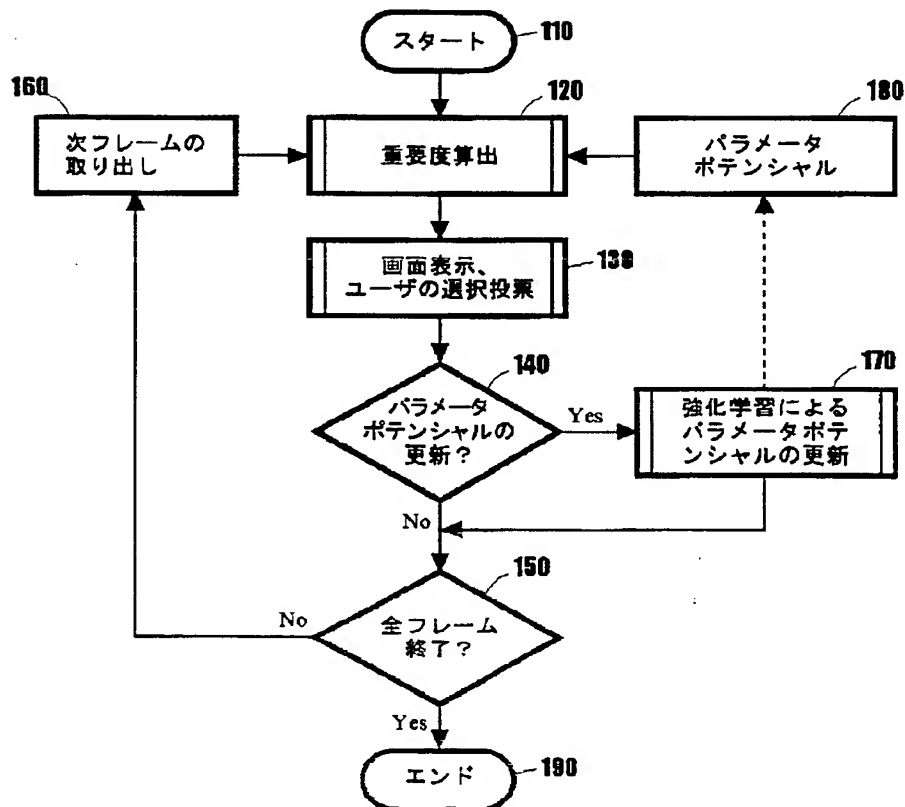 スタート
110
160
次フレームの
取り出し
120
重要度算出
180
パラメータ
ポテンシャル
画面表示、
ユーザの選択投票
130
140
パラメータ
ポテンシャルの
更新?
Yes
170
強化学習による
パラメータポテ
ンシャルの更新
No
150
全フレーム
終了?
No
Yes
エンド
190